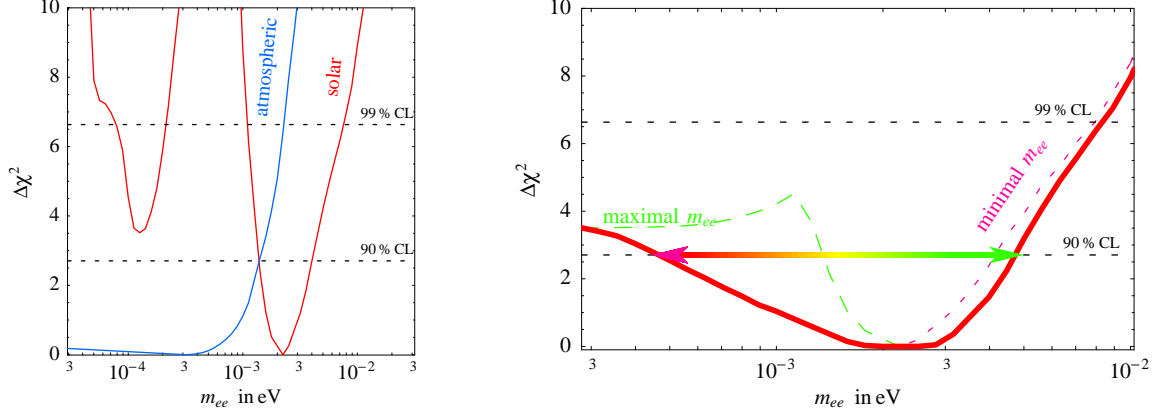 10
8
6
4
2
0
Δχ²
atmospheric
solar
99 % CL
90 % CL
3
10⁻⁴
3
10⁻³
3
10⁻²
3
m_ee in eV
10
8
6
4
2
0
Δχ²
99 % CL
90 % CL
maximal m_ee
minimal m_ee
3
10⁻³
3
10⁻²
m_ee in eV